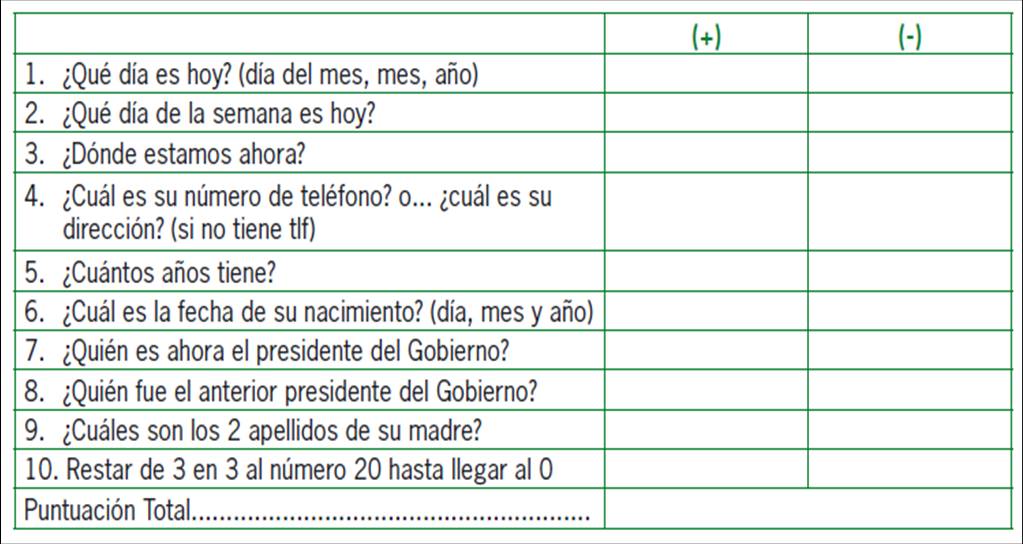 (+) (-)
1. ¿Qué día es hoy? (día del mes, mes, año)
2. ¿Qué día de la semana es hoy?
3. ¿Dónde estamos ahora?
4. ¿Cuál es su número de teléfono? o... ¿cuál es su
dirección? (si no tiene tlf)
5. ¿Cuántos años tiene?
6. ¿Cuál es la fecha de su nacimiento? (día, mes y año)
7. ¿Quién es ahora el presidente del Gobierno?
8. ¿Quién fue el anterior presidente del Gobierno?
9. ¿Cuáles son los 2 apellidos de su madre?
10. Restar de 3 en 3 al número 20 hasta llegar al 0
Puntuación Total.........................................................